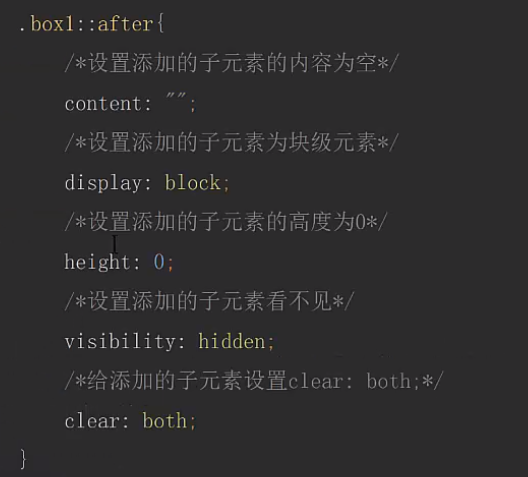 .box1::after{
/*设置添加的子元素的内容为空*/
content: "";
/*设置添加的子元素为块级元素*/
display: block;
/*设置添加的子元素的高度为0*/
height: 0;
/*设置添加的子元素看不见*/
visibility: hidden;
/*给添加的子元素设置clear: both;*/
clear: both;
}